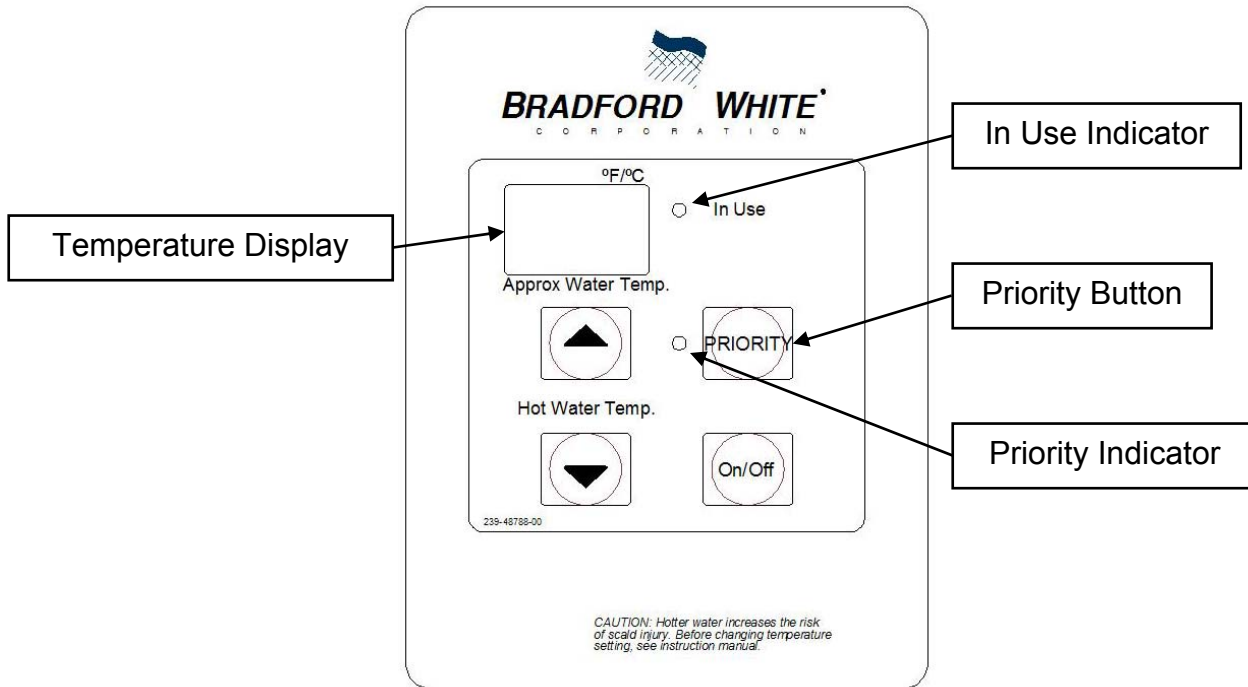 BRADFORD WHITE
CORPORATION
In Use Indicator
ºF/ºC
In Use
Temperature Display
Approx Water Temp.
Priority Button
PRIORITY
Hot Water Temp.
Priority Indicator
On/Off
239-48788-00
CAUTION: Hotter water increases the risk
of scald injury. Before changing temperature
setting, see instruction manual.